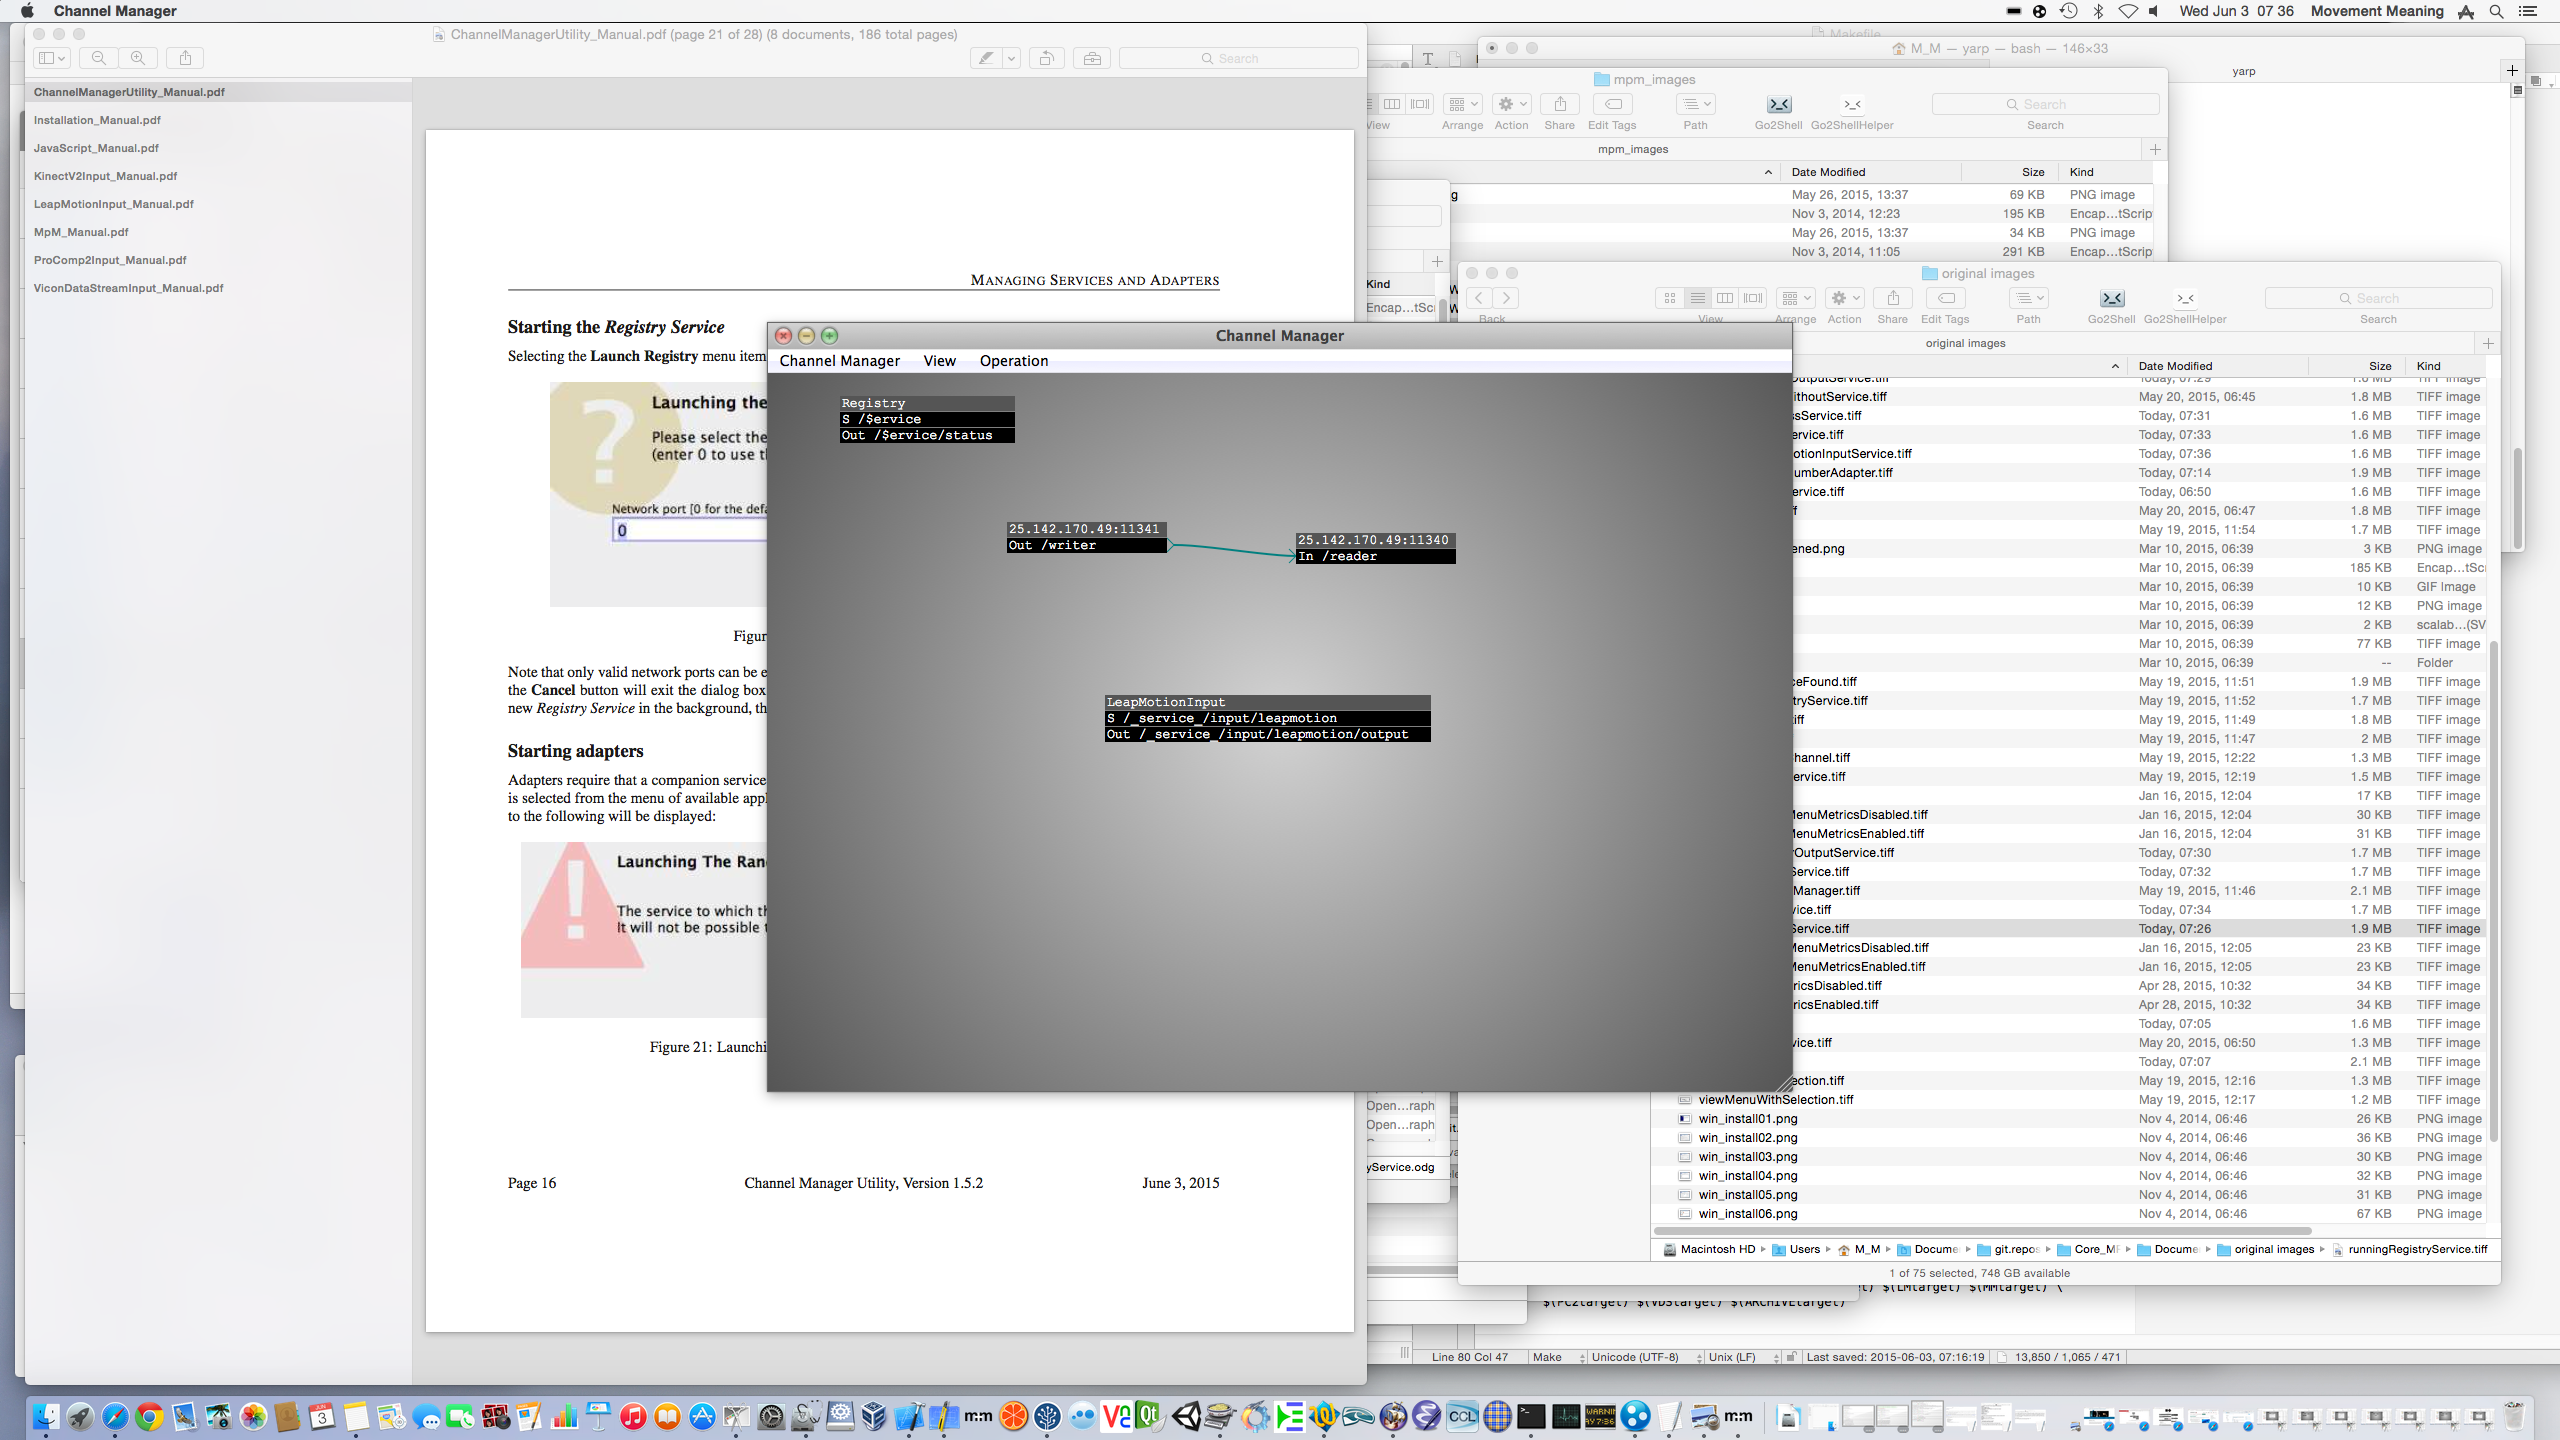 Channel Manager
Wed Jun 3 07 36 Movement Meaning
ChannelManagerUtility_Manual.pdf (page 21 of 28) (8 documents, 186 total pages)
Search
ChannelManagerUtility_Manual.pdf
Installation_Manual.pdf
JavaScript_Manual.pdf
KinectV2Input_Manual.pdf
LeapMotionInput_Manual.pdf
MpM_Manual.pdf
ProComp2Input_Manual.pdf
ViconDataStreamInput_Manual.pdf
MANAGING SERVICES AND ADAPTERS
Starting the Registry Service
Selecting the Launch Registry menu item
Launching the
Please select the
(enter 0 to use t
Network port [0 for the defa
0
Figur
Note that only valid network ports can be e
the Cancel button will exit the dialog box
new Registry Service in the background, th
Starting adapters
Adapters require that a companion service
is selected from the menu of available appl
to the following will be displayed:
Launching The Ran
The service to which th
It will not be possible t
Figure 21: Launchi
Page 16 Channel Manager Utility, Version 1.5.2 June 3, 2015
Channel Manager
Channel Manager View Operation
Registry
S /$ervice
Out /$ervice/status
25.142.170.49:11341
Out /writer
25.142.170.49:11340
In /reader
LeapMotionInput
S /_service_/input/leapmotion
Out /_service_/input/leapmotion/output
Makefile
M_M — yarp — bash — 146×33
yarp
mpm_images
View Arrange Action Share Edit Tags Path Go2Shell Go2ShellHelper Search
Search
mpm_images
Date Modified Size Kind
g May 26, 2015, 13:37 69 KB PNG image
Nov 3, 2014, 12:23 195 KB Encap...tScrip
May 26, 2015, 13:37 34 KB PNG image
Nov 3, 2014, 11:05 291 KB Encap...tScrip
Kind
Encap...tSc
original images
Back View Arrange Action Share Edit Tags Path Go2Shell Go2ShellHelper Search
Search
original images
Date Modified Size Kind
OutputService.tiff Today, 07:29 1.6 MB TIFF image
ithoutService.tiff May 20, 2015, 06:45 1.8 MB TIFF image
sService.tiff Today, 07:31 1.6 MB TIFF image
ervice.tiff Today, 07:33 1.6 MB TIFF image
otionInputService.tiff Today, 07:36 1.6 MB TIFF image
umberAdapter.tiff Today, 07:14 1.9 MB TIFF image
ervice.tiff Today, 06:50 1.6 MB TIFF image
f May 20, 2015, 06:47 1.8 MB TIFF image
May 19, 2015, 11:54 1.7 MB TIFF image
ened.png Mar 10, 2015, 06:39 3 KB PNG image
Mar 10, 2015, 06:39 185 KB Encap...tSc
Mar 10, 2015, 06:39 10 KB GIF Image
Mar 10, 2015, 06:39 12 KB PNG image
Mar 10, 2015, 06:39 2 KB scalab...(SV
Mar 10, 2015, 06:39 77 KB TIFF image
Mar 10, 2015, 06:39 -- Folder
ceFound.tiff May 19, 2015, 11:51 1.9 MB TIFF image
tryService.tiff May 19, 2015, 11:52 1.7 MB TIFF image
tiff May 19, 2015, 11:49 1.8 MB TIFF image
May 19, 2015, 11:47 2 MB TIFF image
hannel.tiff May 19, 2015, 12:22 1.3 MB TIFF image
ervice.tiff May 19, 2015, 12:19 1.5 MB TIFF image
Jan 16, 2015, 12:04 17 KB TIFF image
MenuMetricsDisabled.tiff Jan 16, 2015, 12:04 30 KB TIFF image
MenuMetricsEnabled.tiff Jan 16, 2015, 12:04 31 KB TIFF image
rOutputService.tiff Today, 07:30 1.7 MB TIFF image
Service.tiff Today, 07:32 1.7 MB TIFF image
Manager.tiff May 19, 2015, 11:46 2.1 MB TIFF image
vice.tiff Today, 07:34 1.7 MB TIFF image
Service.tiff Today, 07:26 1.9 MB TIFF image
MenuMetricsDisabled.tiff Jan 16, 2015, 12:05 23 KB TIFF image
MenuMetricsEnabled.tiff Jan 16, 2015, 12:05 23 KB TIFF image
ricsDisabled.tiff Apr 28, 2015, 10:32 34 KB TIFF image
ricsEnabled.tiff Apr 28, 2015, 10:32 34 KB TIFF image
Today, 07:05 1.6 MB TIFF image
vice.tiff May 20, 2015, 06:50 1.3 MB TIFF image
Today, 07:07 2.1 MB TIFF image
ection.tiff May 19, 2015, 12:16 1.3 MB TIFF image
viewMenuWithSelection.tiff May 19, 2015, 12:17 1.2 MB TIFF image
win_install01.png Nov 4, 2014, 06:46 26 KB PNG image
win_install02.png Nov 4, 2014, 06:46 36 KB PNG image
win_install03.png Nov 4, 2014, 06:46 30 KB PNG image
win_install04.png Nov 4, 2014, 06:46 32 KB PNG image
win_install05.png Nov 4, 2014, 06:46 31 KB PNG image
win_install06.png Nov 4, 2014, 06:46 67 KB PNG image
Macintosh HD Users M_M Docume git.repos Core_M Docume original images runningRegistryService.tiff
1 of 75 selected, 748 GB available
Open...raph
Open...raph
yService.odg
$(LMtarget) $(MMtarget) \
$(PC2target) $(VDStarget) $(ARCHIVEtarget)
Line 80 Col 47 Make Unicode (UTF-8) Unix (LF) Last saved: 2015-06-03, 07:16:19 13,850 / 1,065 / 471